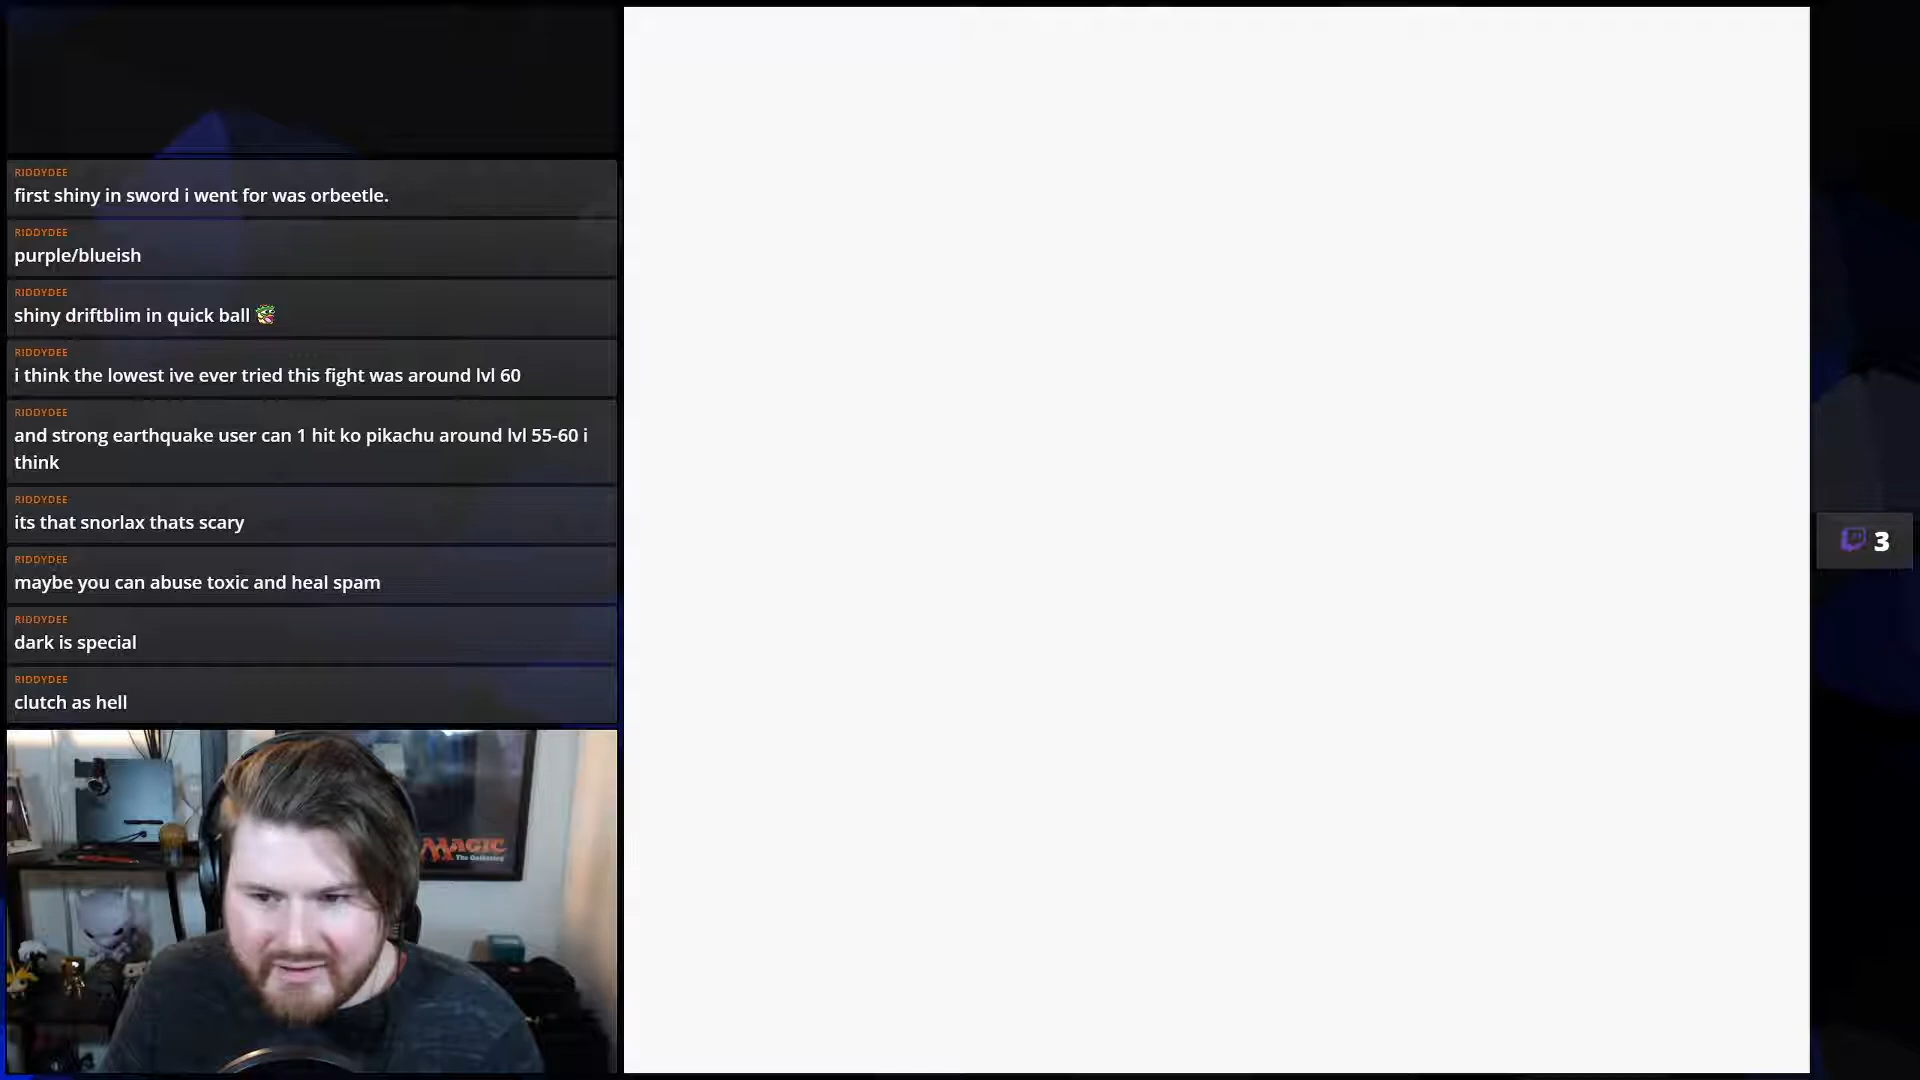 RIDDYDEE
first shiny in sword i went for was orbeetle.
RIDDYDEE
purple/blueish
RIDDYDEE
shiny driftblim in quick ball
RIDDYDEE
i think the lowest ive ever tried this fight was around lvl 60
RIDDYDEE
and strong earthquake user can 1 hit ko pikachu around lvl 55-60 i
think
RIDDYDEE
its that snorlax thats scary
RIDDYDEE
maybe you can abuse toxic and heal spam
RIDDYDEE
dark is special
RIDDYDEE
clutch as hell
3
MAGIC
The Gathering